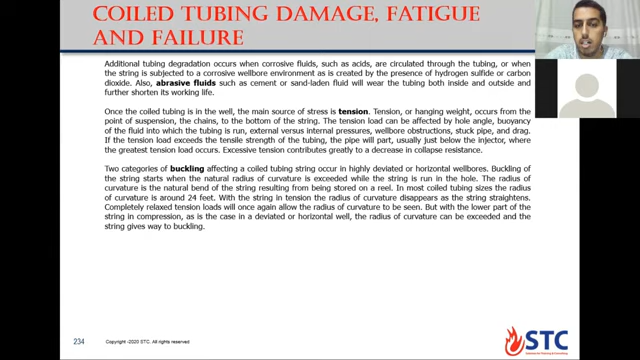 Coiled Tubing Damage, Fatigue
and Failure
Additional tubing degradation occurs when corrosive fluids, such as acids, are circulated through the tubing, or when
the string is subjected to a corrosive wellbore environment as is created by the presence of hydrogen sulfide or carbon
dioxide. Also, abrasive fluids such as cement or sand-laden fluid will wear the tubing both inside and outside and
further shorten its working life.
Once the coiled tubing is in the well, the main source of stress is tension. Tension, or hanging weight, occurs from the
point of suspension, the chains, to the bottom of the string. The tension load can be affected by hole angle, buoyancy
of the fluid into which the tubing is run, external versus internal pressures, wellbore obstructions, stuck pipe, and drag.
If the tension load exceeds the tensile strength of the tubing, the pipe will part, usually just below the injector, where
the greatest tension load occurs. Excessive tension contributes greatly to a decrease in collapse resistance.
Two categories of buckling affecting a coiled tubing string occur in highly deviated or horizontal wellbores. Buckling of
the string starts when the natural radius of curvature is exceeded while the string is run in the hole. The radius of
curvature is the natural bend of the string resulting from being stored on a reel. In most coiled tubing sizes the radius
of curvature is around 24 feet. With the string in tension the radius of curvature disappears as the string straightens.
Completely relaxed tension loads will once again allow the radius of curvature to be seen. But with the lower part of the
string in compression, as is the case in a deviated or horizontal well, the radius of curvature can be exceeded and the
string gives way to buckling.
234
Copyright -2020 STC, All rights reserved
STC